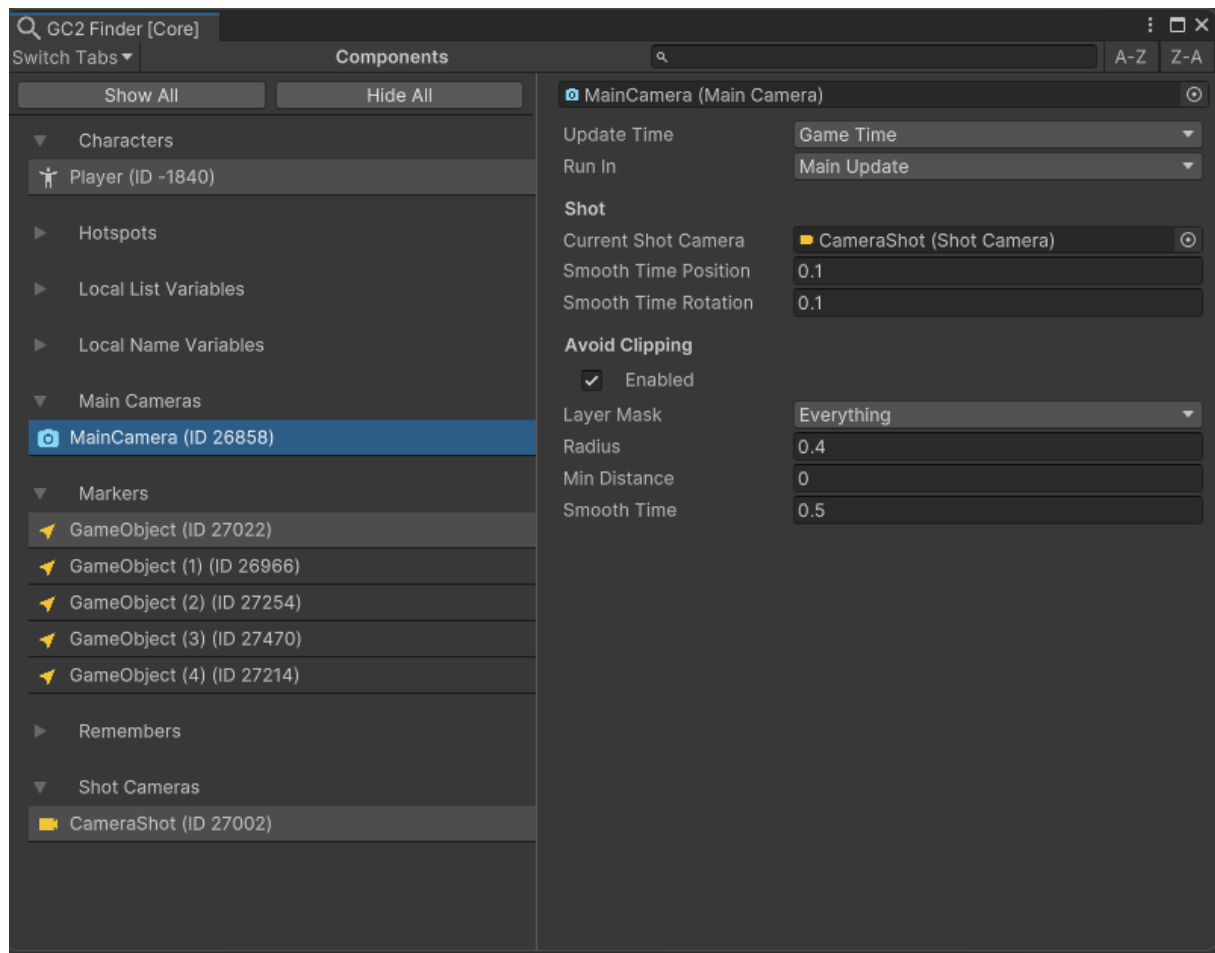 GC2 Finder [Core]
Switch Tabs
Components
A-Z
Z-A
Show All
Hide All
Characters
Player (ID -1840)
Hotspots
Local List Variables
Local Name Variables
Main Cameras
MainCamera (ID 26858)
Markers
GameObject (ID 27022)
GameObject (1) (ID 26966)
GameObject (2) (ID 27254)
GameObject (3) (ID 27470)
GameObject (4) (ID 27214)
Remembers
Shot Cameras
CameraShot (ID 27002)
MainCamera (Main Camera)
Update Time Game Time
Run In Main Update
Shot
Current Shot Camera CameraShot (Shot Camera)
Smooth Time Position 0.1
Smooth Time Rotation 0.1
Avoid Clipping
Enabled
Layer Mask Everything
Radius 0.4
Min Distance 0
Smooth Time 0.5